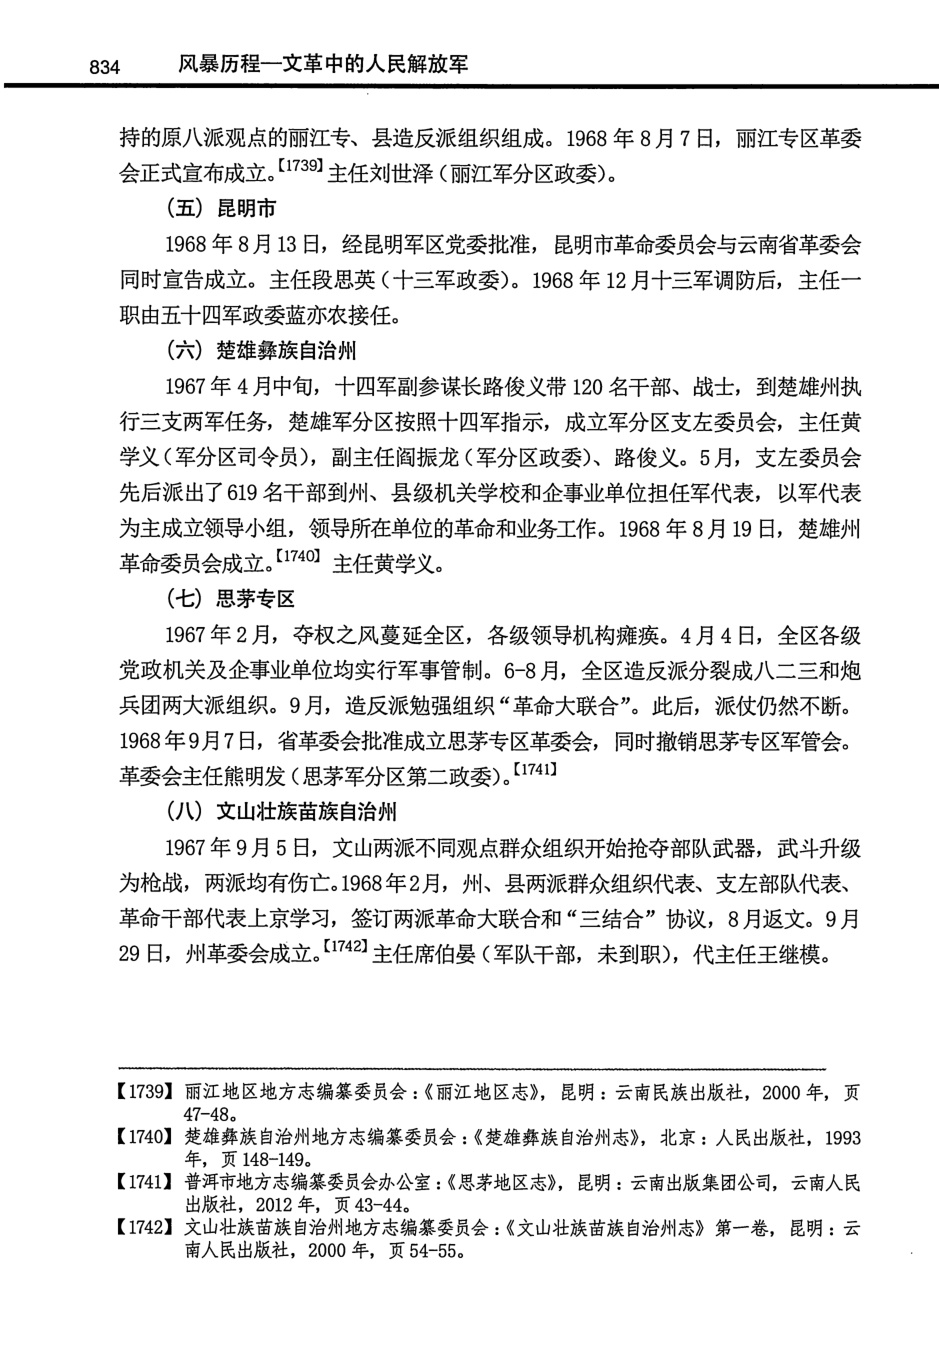 834 风暴历程—文革中的人民解放军
持的原八派观点的丽江专、县造反派组织组成。1968 年 8 月 7 日，丽江专区革委
会正式宣布成立。【1739】主任刘世泽（丽江军分区政委）。
（五）昆明市
1968 年 8 月 13 日，经昆明军区党委批准，昆明市革命委员会与云南省革委会
同时宣告成立。主任段思英（十三军政委）。1968 年 12 月十三军调防后，主任一
职由五十四军政委蓝亦农接任。
（六）楚雄彝族自治州
1967 年 4 月中旬，十四军副参谋长路俊义带 120 名干部、战士，到楚雄州执
行三支两军任务，楚雄军分区按照十四军指示，成立军分区支左委员会，主任黄
学义（军分区司令员），副主任阎振龙（军分区政委）、路俊义。5 月，支左委员会
先后派出了 619 名干部到州、县级机关学校和企事业单位担任军代表，以军代表
为主成立领导小组，领导所在单位的革命和业务工作。1968 年 8 月 19 日，楚雄州
革命委员会成立。【1740】 主任黄学义。
（七）思茅专区
1967 年 2 月，夺权之风蔓延全区，各级领导机构瘫痪。4 月 4 日，全区各级
党政机关及企事业单位均实行军事管制。6-8 月，全区造反派分裂成八二三和炮
兵团两大派组织。9 月，造反派勉强组织“革命大联合”。此后，派仗仍然不断。
1968 年 9 月 7 日，省革委会批准成立思茅专区革委会，同时撤销思茅专区军管会。
革委会主任熊明发（思茅军分区第二政委）。【1741】
（八）文山壮族苗族自治州
1967 年 9 月 5 日，文山两派不同观点群众组织开始抢夺部队武器，武斗升级
为枪战，两派均有伤亡。1968 年 2 月，州、县两派群众组织代表、支左部队代表、
革命干部代表上京学习，签订两派革命大联合和“三结合”协议，8 月返文。9 月
29 日，州革委会成立。【1742】主任席伯晏（军队干部，未到职），代主任王继模。
【1739】丽江地区地方志编纂委员会：《丽江地区志》，昆明：云南民族出版社，2000 年，页
47-48。
【1740】楚雄彝族自治州地方志编纂委员会：《楚雄彝族自治州志》，北京：人民出版社，1993
年，页 148-149。
【1741】普洱市地方志编纂委员会办公室：《思茅地区志》，昆明：云南出版集团公司，云南人民
出版社，2012 年，页 43-44。
【1742】文山壮族苗族自治州地方志编纂委员会：《文山壮族苗族自治州志》第一卷，昆明：云
南人民出版社，2000 年，页 54-55。